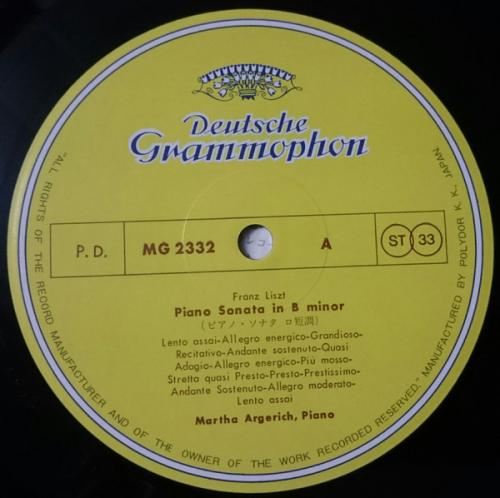 Deutsche
Grammophon
P. D.
MG 2332
A
ST 33
Franz Liszt
Piano Sonata in B minor
(ピアノ・ソナタ ロ短調)
Lento assai-Allegro energico-Grandioso-
Recitativo-Andante sostenuto-Quasi
Adagio-Allegro energico-Più mosso-
Stretta quasi Presto-Presto-Prestissimo-
Andante Sostenuto-Allegro moderato-
Lento assai
Martha Argerich, Piano
"ALL RIGHTS OF THE RECORD MANUFACTURER AND OF THE OWNER OF THE WORK RECORDED RESERVED." MANUFACTURED BY POLYDOR K. K., JAPAN